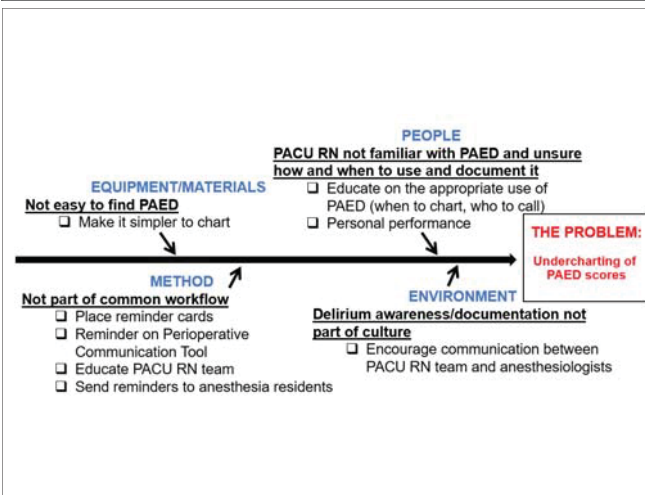 PEOPLE
PACU RN not familiar with PAED and unsure
how and when to use and document it
❑ Educate on the appropriate use of
PAED (when to chart, who to call)
❑ Personal performance
EQUIPMENT/MATERIALS
Not easy to find PAED
❑ Make it simpler to chart
THE PROBLEM:
Undercharting of
PAED scores
METHOD
Not part of common workflow
❑ Place reminder cards
❑ Reminder on Perioperative
Communication Tool
❑ Educate PACU RN team
❑ Send reminders to anesthesia residents
ENVIRONMENT
Delirium awareness/documentation not
part of culture
❑ Encourage communication between
PACU RN team and anesthesiologists